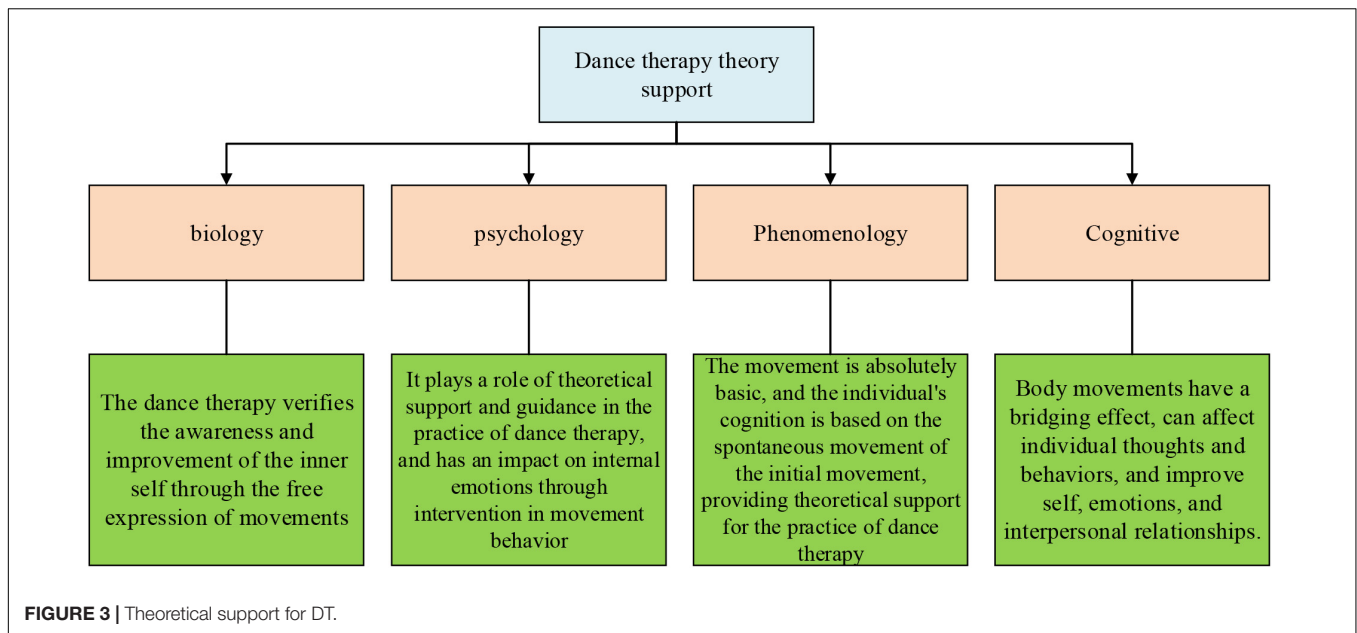 Dance therapy theory
support
biology
psychology
Phenomenology
Cognitive
The dance therapy verifies
the awareness and
improvement of the inner
self through the free
expression of movements
It plays a role of theoretical
support and guidance in the
practice of dance therapy,
and has an impact on internal
emotions through
intervention in movement
behavior
The movement is absolutely
basic, and the individual's
cognition is based on the
spontaneous movement of
the initial movement,
providing theoretical support
for the practice of dance
therapy
Body movements have a
bridging effect, can affect
individual thoughts and
behaviors, and improve
self, emotions, and
interpersonal relationships.
FIGURE 3 | Theoretical support for DT.